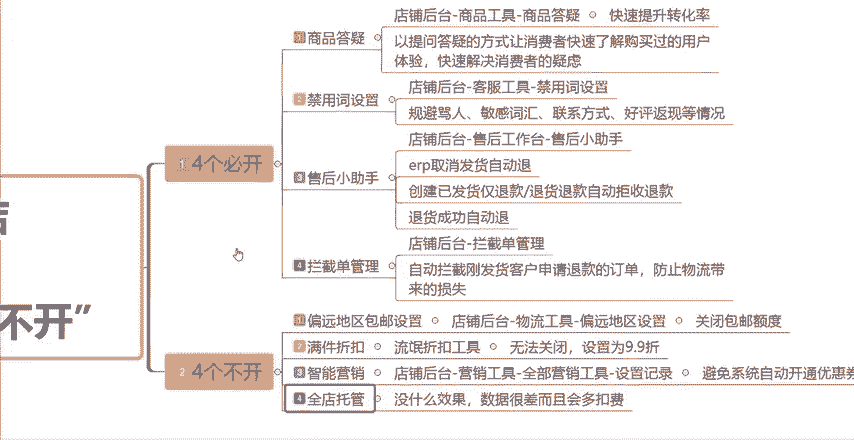 店铺后台-商品工具-商品答疑
快速提升转化率
1 商品答疑
以提问答疑的方式让消费者快速了解购买过的用户
体验，快速解决消费者的疑虑
店铺后台-客服工具-禁用词设置
2 禁用词设置
规避骂人、敏感词汇、联系方式、好评返现等情况
店铺后台-售后工作台-售后小助手
1 4个必开
erp取消发货自动退
3 售后小助手
创建已发货仅退款/退货退款自动拒收退款
退货成功自动退
店铺后台-拦截单管理
4 拦截单管理
自动拦截刚发货客户申请退款的订单，防止物流带
来的损失
不开”
1 偏远地区包邮设置
店铺后台-物流工具-偏远地区设置
关闭包邮额度
2 满件折扣
流氓折扣工具
无法关闭，设置为9.9折
2 4个不开
3 智能营销
店铺后台-营销工具-全部营销工具-设置记录
避免系统自动开通优惠券
4 全店托管
没什么效果，数据很差而且会多扣费